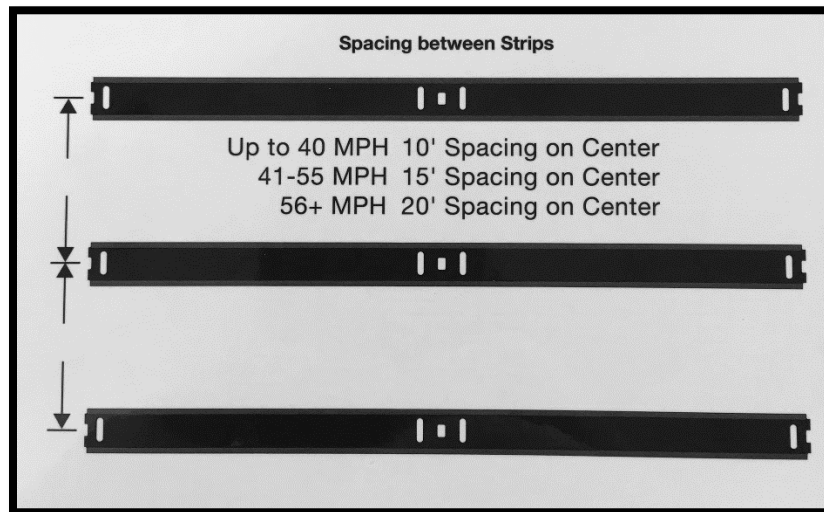 Spacing between Strips
Up to 40 MPH 10' Spacing on Center
41-55 MPH 15' Spacing on Center
56+ MPH 20' Spacing on Center